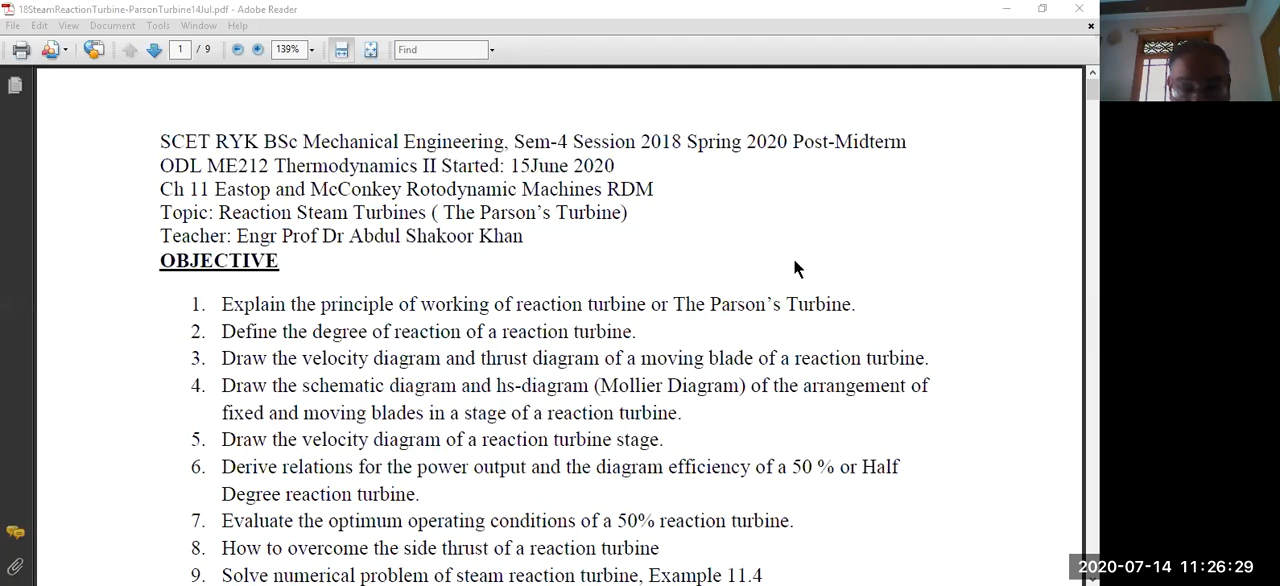 18SteamReactionTurbine-ParsonTurbine14Jul.pdf - Adobe Reader
File Edit View Document Tools Window Help
1 / 9 139% Find
SCET RYK BSc Mechanical Engineering, Sem-4 Session 2018 Spring 2020 Post-Midterm
ODL ME212 Thermodynamics II Started: 15June 2020
Ch 11 Eastop and McConkey Rotodynamic Machines RDM
Topic: Reaction Steam Turbines ( The Parson’s Turbine)
Teacher: Engr Prof Dr Abdul Shakoor Khan
OBJECTIVE
1. Explain the principle of working of reaction turbine or The Parson’s Turbine.
2. Define the degree of reaction of a reaction turbine.
3. Draw the velocity diagram and thrust diagram of a moving blade of a reaction turbine.
4. Draw the schematic diagram and hs-diagram (Mollier Diagram) of the arrangement of
fixed and moving blades in a stage of a reaction turbine.
5. Draw the velocity diagram of a reaction turbine stage.
6. Derive relations for the power output and the diagram efficiency of a 50 % or Half
Degree reaction turbine.
7. Evaluate the optimum operating conditions of a 50% reaction turbine.
8. How to overcome the side thrust of a reaction turbine
9. Solve numerical problem of steam reaction turbine, Example 11.4
2020-07-14 11:26:29